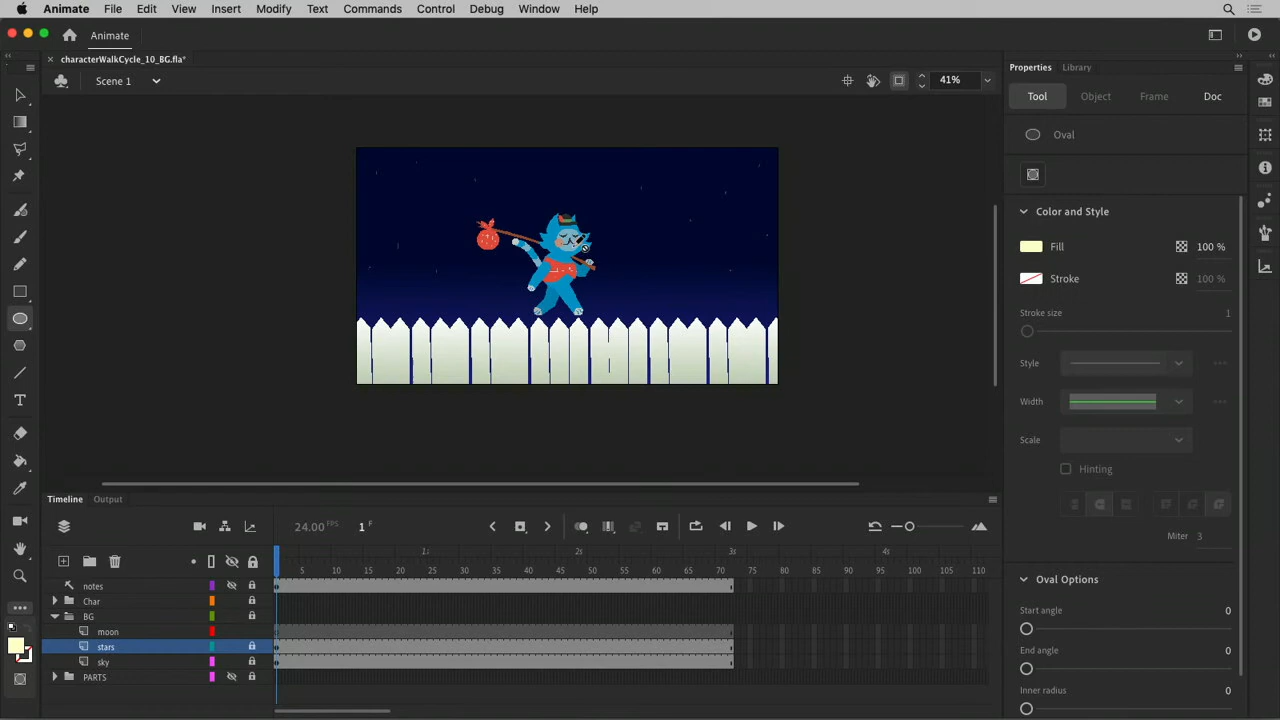 Animate File Edit View Insert Modify Text Commands Control Debug Window Help
Animate
characterWalkCycle_10_BG.fla*
Scene 1
41%
Properties Library
Tool Object Frame Doc
Oval
Color and Style
Fill 100 %
Stroke 100 %
Stroke size 1
Style
Width
Scale
Hinting
Miter 3
Oval Options
Start angle 0
End angle 0
Inner radius 0
Timeline Output
24.00 FPS 1 F
1s 2s 3s 4s
5 10 15 20 25 30 35 40 45 50 55 60 65 70 75 80 85 90 95 100 105 110
notes
Char
BG
moon
stars
sky
PARTS